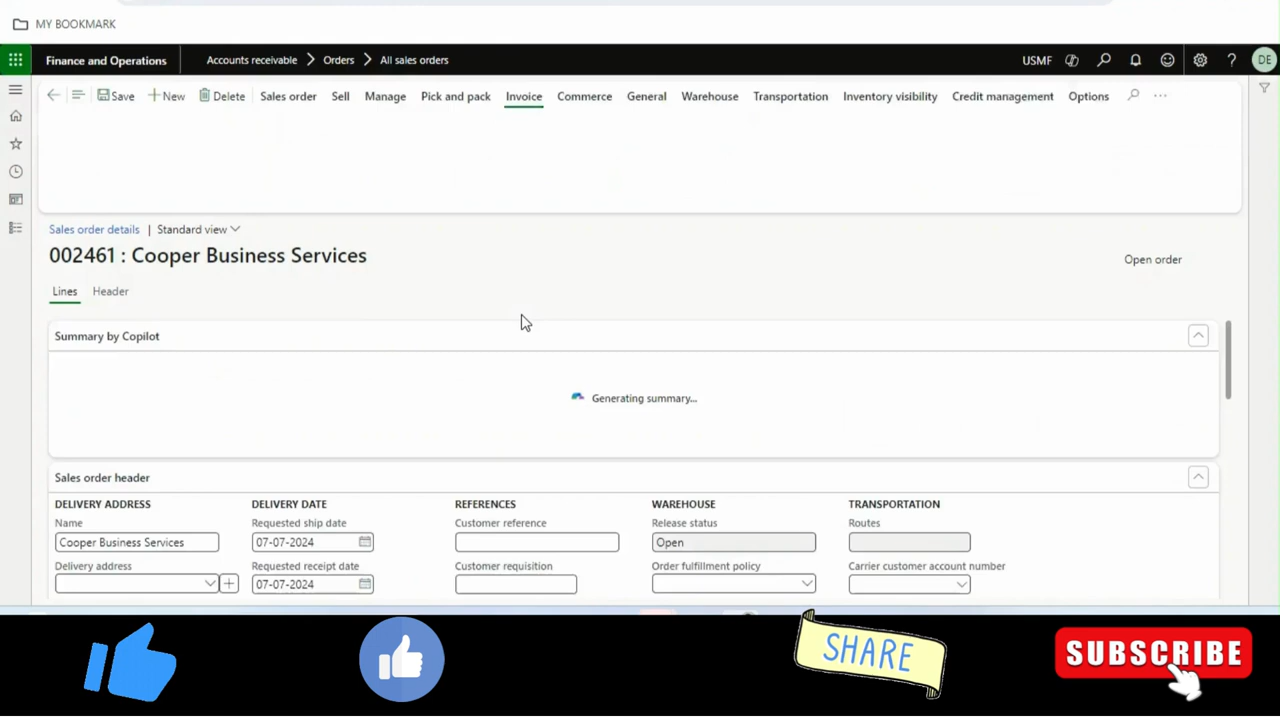 MY BOOKMARK
Finance and Operations Accounts receivable Orders All sales orders USMF DE
Save New Delete Sales order Sell Manage Pick and pack Invoice Commerce General Warehouse Transportation Inventory visibility Credit management Options ...
Sales order details | Standard view
002461 : Cooper Business Services
Open order
Lines Header
Summary by Copilot
Generating summary...
Sales order header
DELIVERY ADDRESS DELIVERY DATE REFERENCES WAREHOUSE TRANSPORTATION
Name Requested ship date Customer reference Release status Routes
Cooper Business Services 07-07-2024 Open
Delivery address Requested receipt date Customer requisition Order fulfillment policy Carrier customer account number
07-07-2024
SHARE
SUBSCRIBE